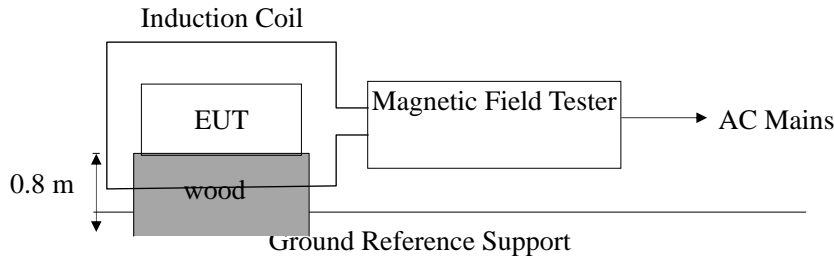 Induction Coil
Magnetic Field Tester
EUT
AC Mains
0.8 m
wood
Ground Reference Support